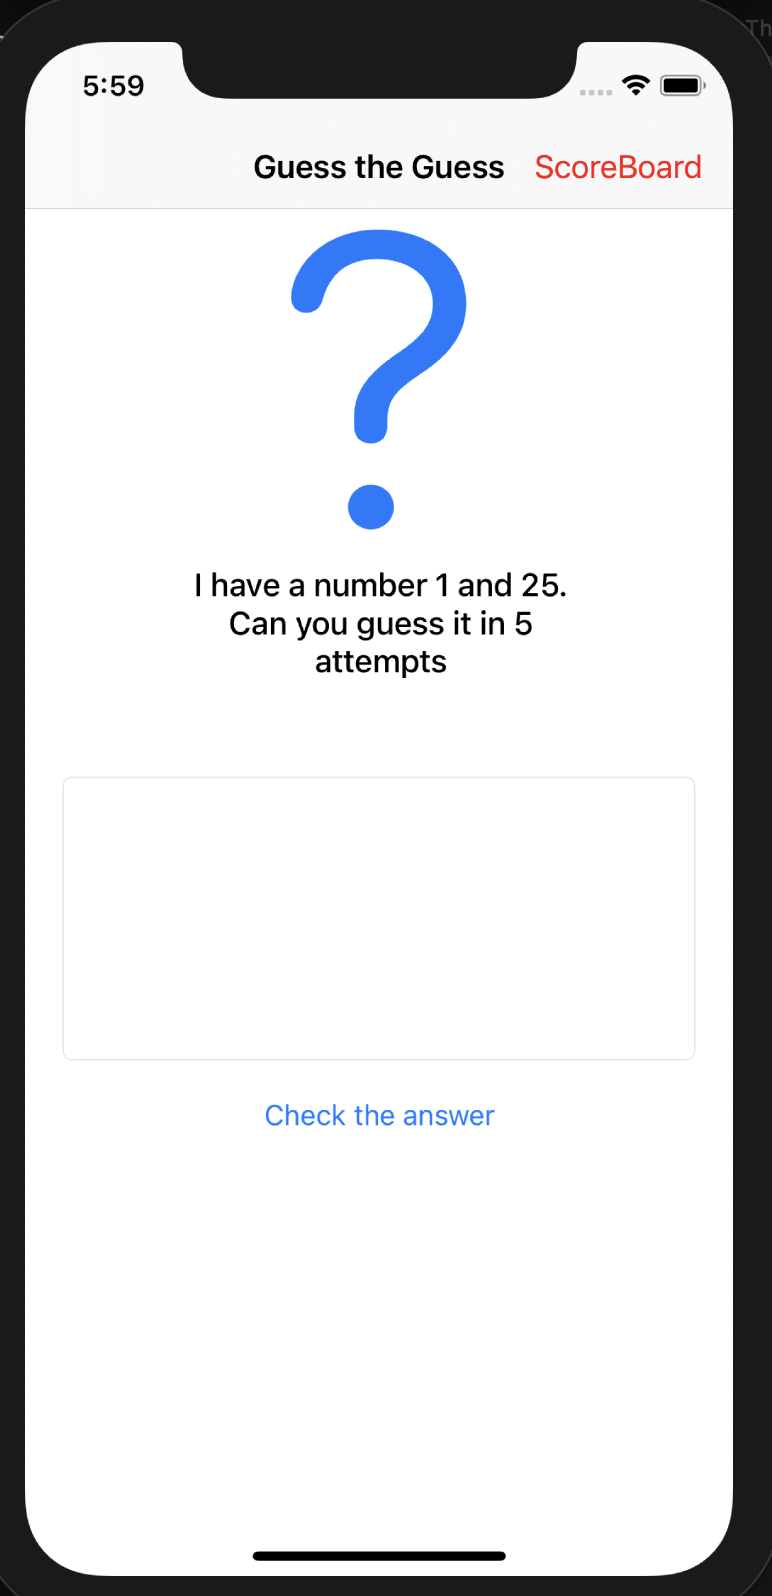 Th
5:59
Guess the Guess ScoreBoard
?
I have a number 1 and 25.
Can you guess it in 5
attempts
Check the answer